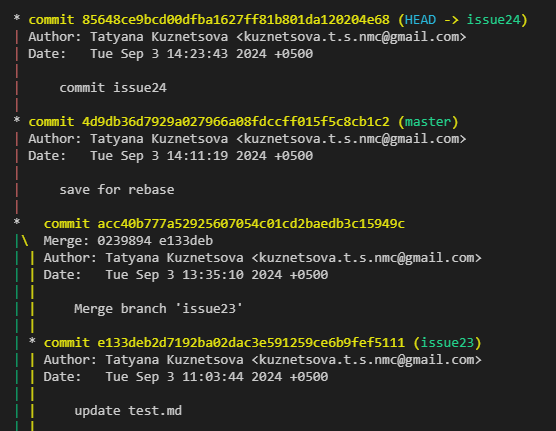 * commit 85648ce9bcd00dfba1627ff81b801da120204e68 (HEAD -> issue24)
| Author: Tatyana Kuznetsova <kuznetsova.t.s.nmc@gmail.com>
| Date:   Tue Sep 3 14:23:43 2024 +0500
|
|     commit issue24
|
* commit 4d9db36d7929a027966a08fdccff015f5c8cb1c2 (master)
| Author: Tatyana Kuznetsova <kuznetsova.t.s.nmc@gmail.com>
| Date:   Tue Sep 3 14:11:19 2024 +0500
|
|     save for rebase
|
*   commit acc40b777a52925607054c01cd2baedb3c15949c
|\  Merge: 0239894 e133deb
| | Author: Tatyana Kuznetsova <kuznetsova.t.s.nmc@gmail.com>
| | Date:   Tue Sep 3 13:35:10 2024 +0500
| |
| |     Merge branch 'issue23'
| |
| * commit e133deb2d7192ba02dac3e591259ce6b9fef5111 (issue23)
| | Author: Tatyana Kuznetsova <kuznetsova.t.s.nmc@gmail.com>
| | Date:   Tue Sep 3 11:03:44 2024 +0500
| |
| |     update test.md
| |